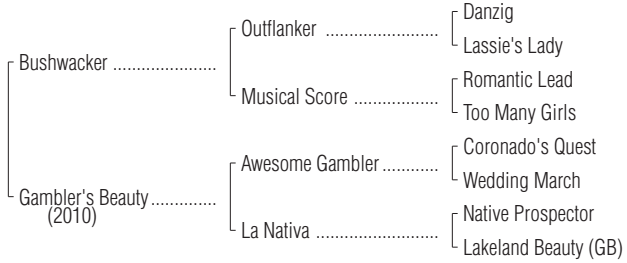 Danzig
Outflanker ......................
Lassie's Lady
Bushwacker .....................
Romantic Lead
Musical Score .................
Too Many Girls
Coronado's Quest
Awesome Gambler ...........
Wedding March
Gambler's Beauty.............
(2010)
Native Prospector
La Nativa .......................
Lakeland Beauty (GB)